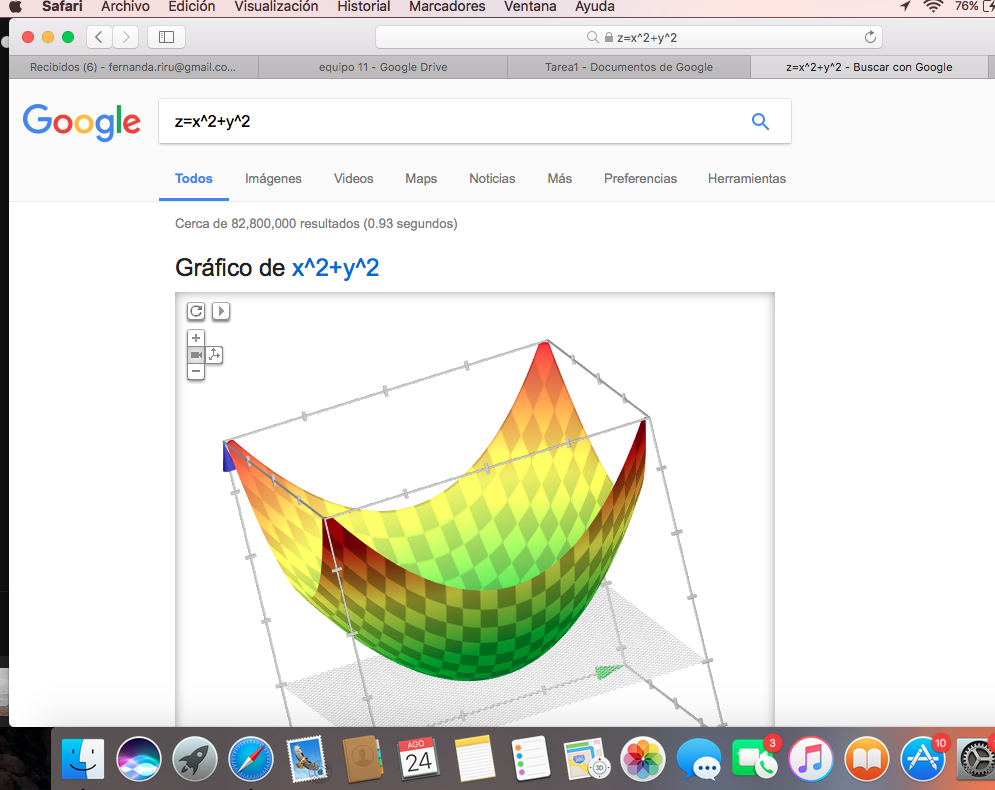 Safari Archivo Edición Visualización Historial Marcadores Ventana Ayuda 76%
z=x^2+y^2
Recibidos (6) - fernanda.riru@gmail.co... equipo 11 - Google Drive Tarea1 - Documentos de Google z=x^2+y^2 - Buscar con Google
Google z=x^2+y^2
Todos Imágenes Videos Maps Noticias Más Preferencias Herramientas
Cerca de 82,800,000 resultados (0.93 segundos)
Gráfico de x^2+y^2
AGO
24
3D
3
10